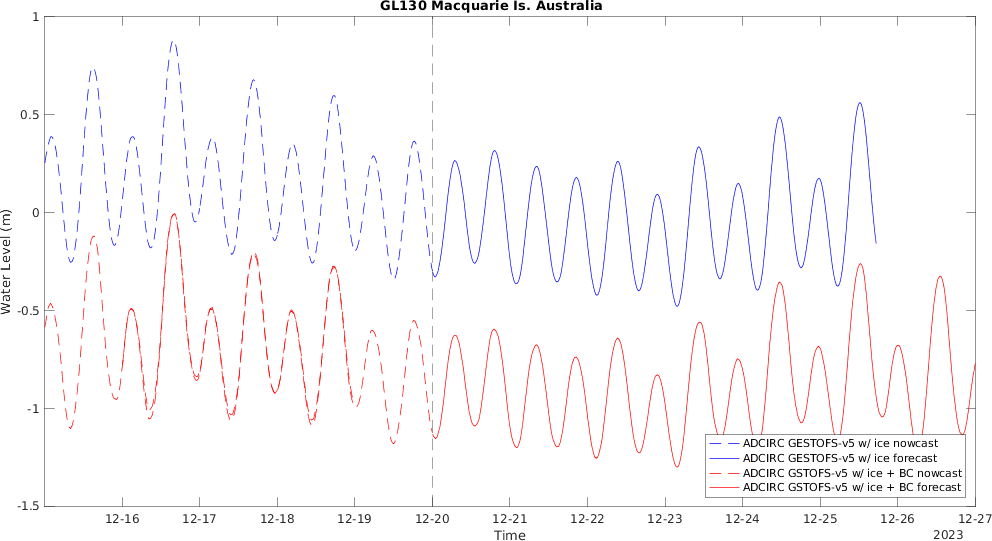 GL130 Macquarie Is. Australia
Water Level (m)
1
0.5
0
-0.5
-1
-1.5
12-16 12-17 12-18 12-19 12-20 12-21 12-22 12-23 12-24 12-25 12-26 12-27
Time
2023
ADCIRC GESTOFS-v5 w/ ice nowcast
ADCIRC GESTOFS-v5 w/ ice forecast
ADCIRC GSTOFS-v5 w/ ice + BC nowcast
ADCIRC GSTOFS-v5 w/ ice + BC forecast